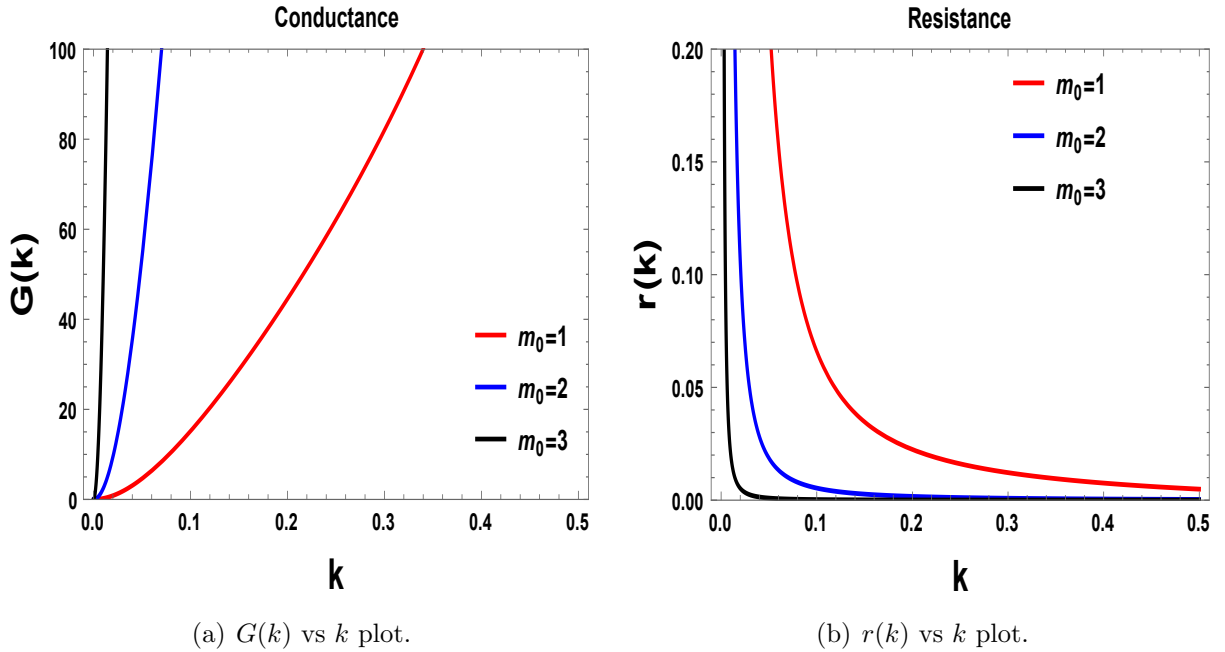 Conductance
G(k)
100
80
60
40
20
0
0.0 0.1 0.2 0.3 0.4 0.5
k
m₀=1
m₀=2
m₀=3
(a) G(k) vs k plot.
Resistance
r(k)
0.20
0.15
0.10
0.05
0.00
0.0 0.1 0.2 0.3 0.4 0.5
k
m₀=1
m₀=2
m₀=3
(b) r(k) vs k plot.